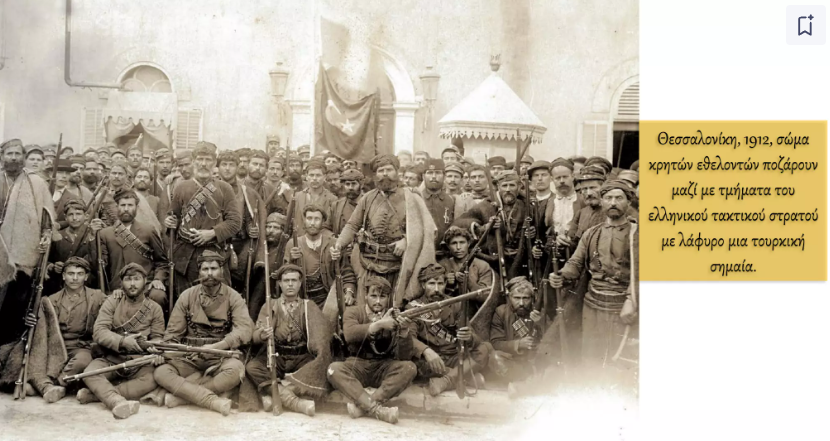 Θεσσαλονίκη, 1912, σώμα
κρητών εθελοντών ποζάρουν
μαζί με τμήματα του
ελληνικού τακτικού στρατού
με λάφυρο μια τουρκική
σημαία.